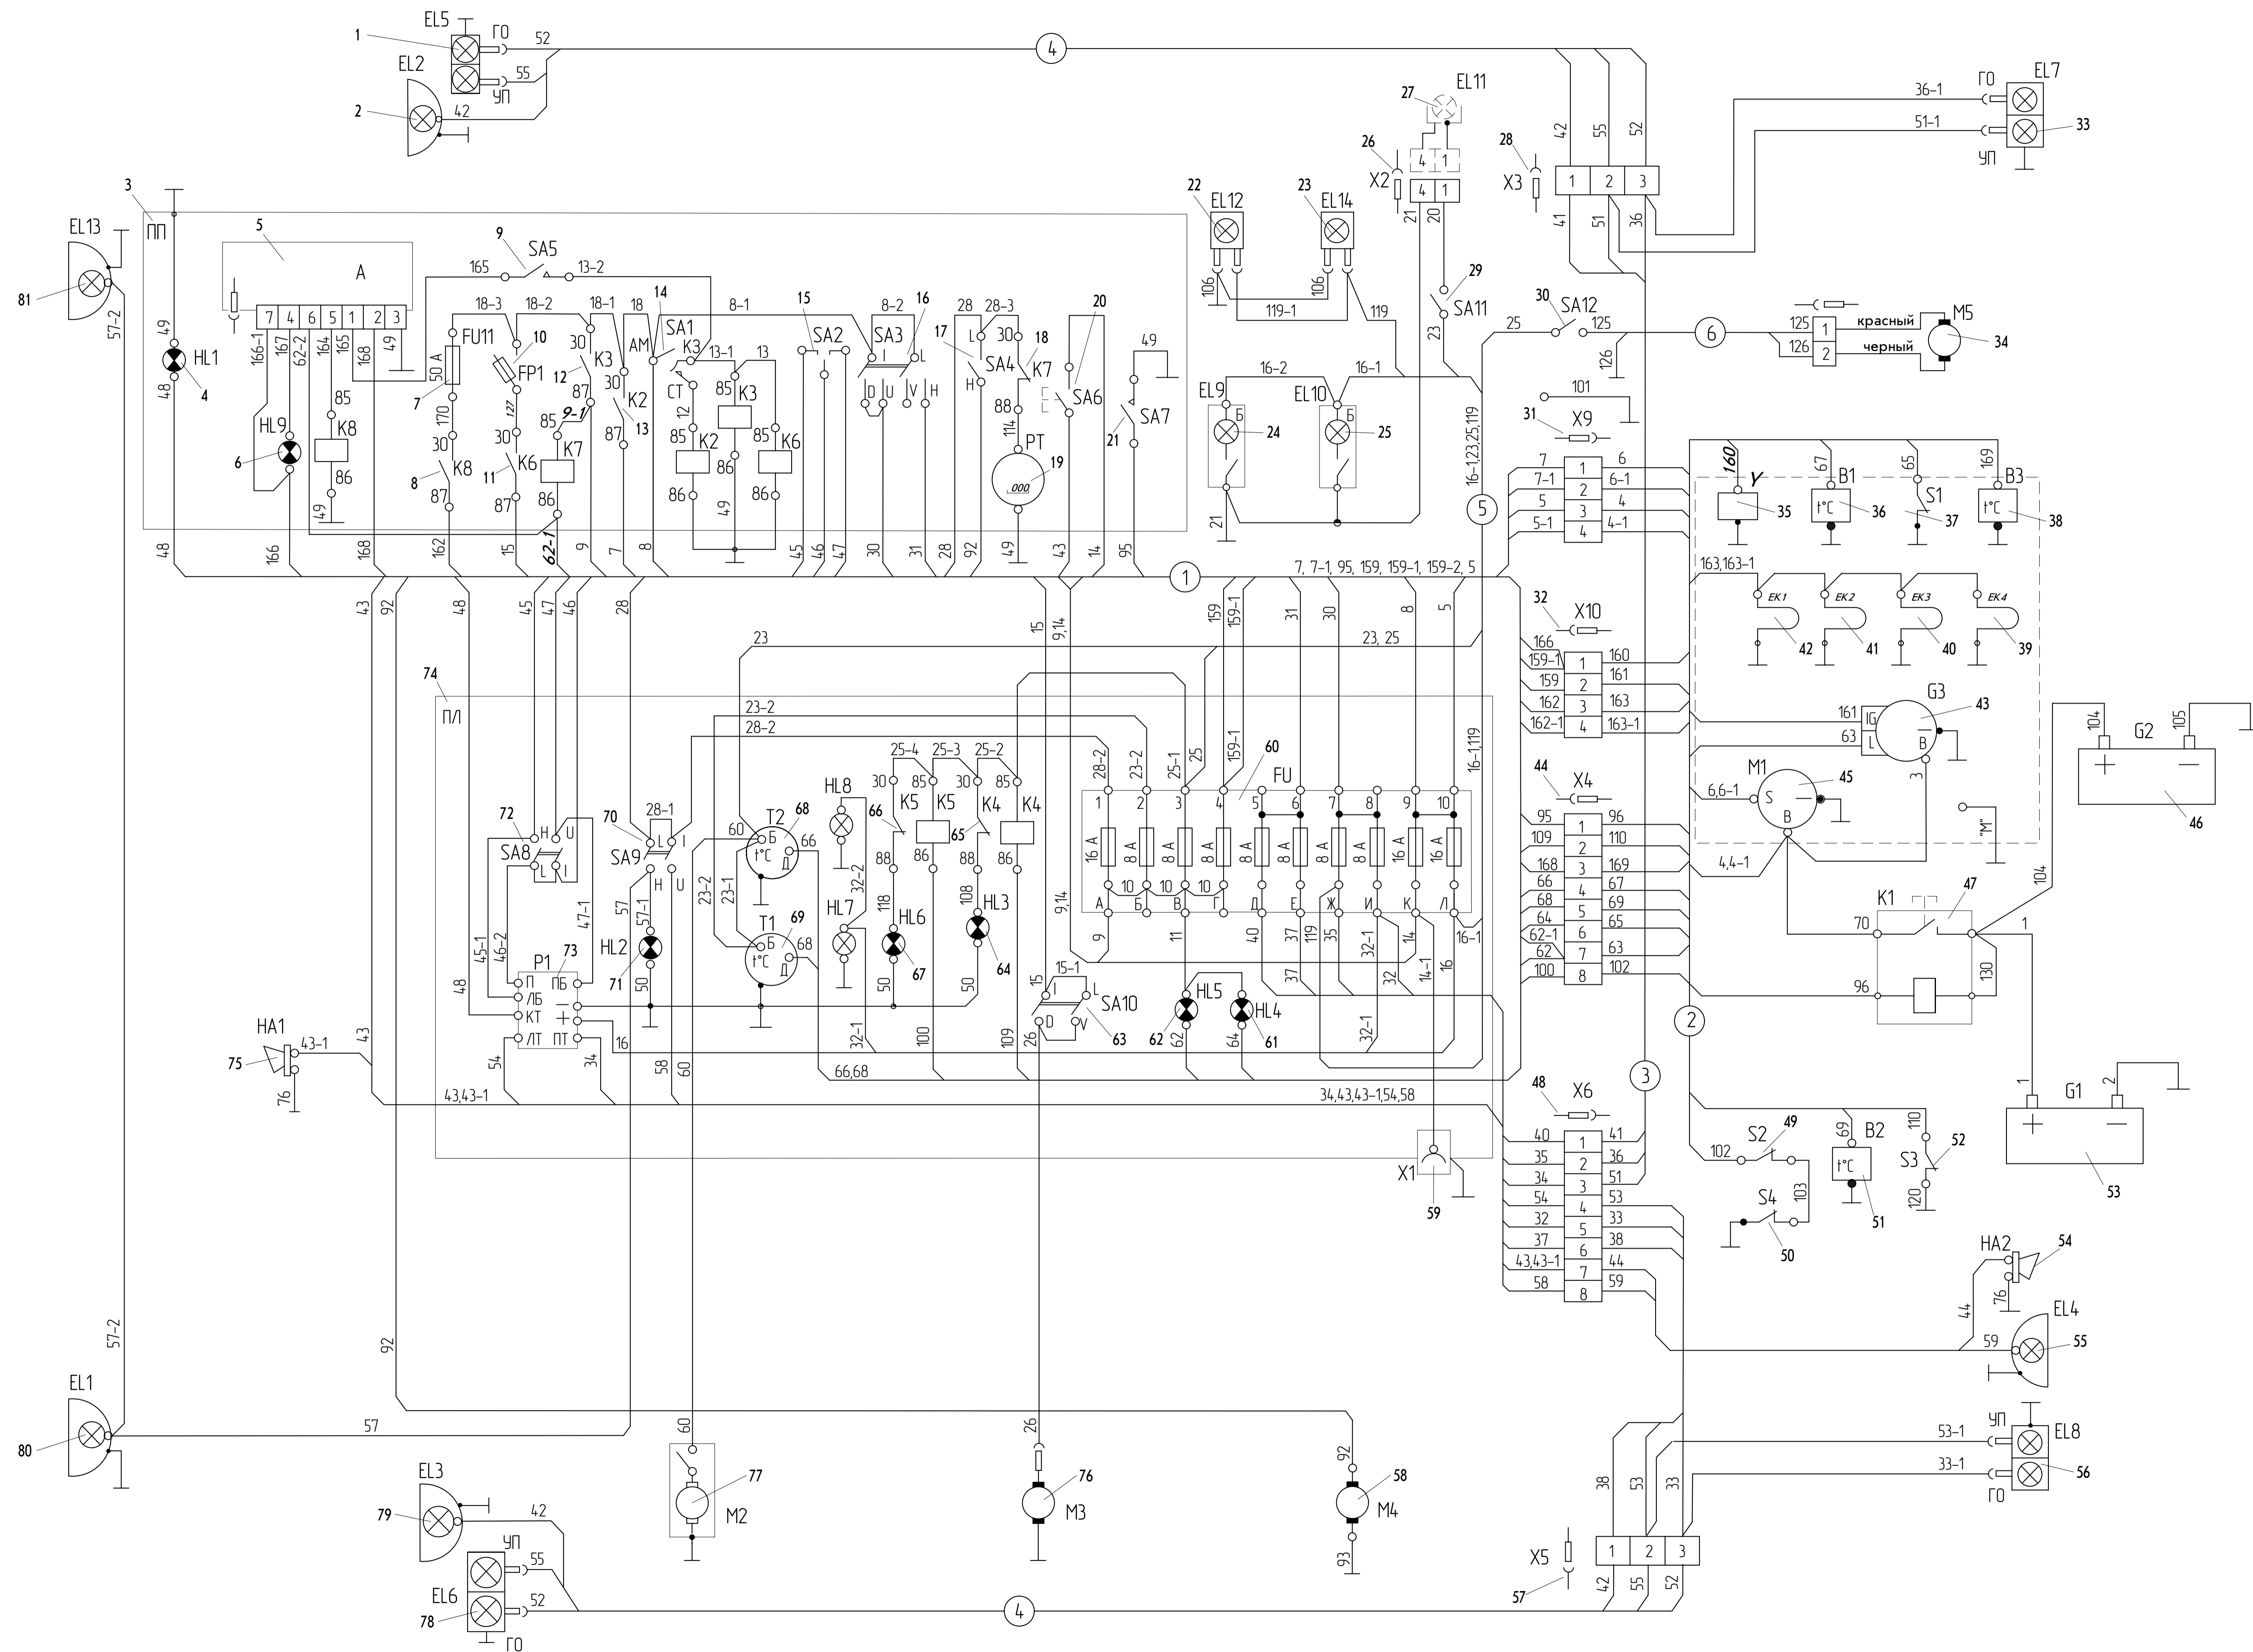 1 EL5 ГО 52
55 УП
EL2
2 42
4
EL13
81
57-2
3 ПП
49
HL1
48 4
5 А
7 4 6 5 1 2 3
166-1 167 62-2 164 165 168 49
HL9
6
85
K8
86
49
9 SA5
165 13-2
18-3 18-2 18-1 18
FU11
50 А
7
170
30
8 K8
87
10
FP1
127
30
11 K6
87
30
12 K3
87
85 9-1
K7
86
30
K2
87 13
14
SA1
АМ K3
СТ
13-1 13
12
85 K2
86
85 K3
86
49
85 K6
86
8-1
15 SA2
8-2 16
SA3
I L
D U V H
17
28 28-3
L 30
SA4
H
18
K7
88
114
PT
19
000
20
SA6
49
21 SA7
48 166 168 162 15 62-1 9 7 8 45 46 47 30 31 28 92 49 43 14 95
22 EL12
23 EL14
106 106
119-1 119
27 EL11
26
X2
4 1
4 1
21 20
29
SA11
23
16-2 16-1
EL9 Б 24
EL10 Б 25
21
16-1,23,25,119
5
28
X3
42 55 52
1 2 3
41 51 36
36-1 ГО EL7
51-1 33
УП
25 30 SA12
125
126
6
125 1 красный M5
126 2 черный 34
101
31 X9
7 1 6
7-1 2 6-1
5 3 4
5-1 4 4-1
160 Y 35
67 B1
t°C 36
65 S1
37
169 B3
t°C 38
163,163-1
EK1 EK2 EK3 EK4
42 41 40 39
1
7, 7-1, 95, 159, 159-1, 159-2, 5
32 X10
166
159-1 1 160
159 2 161
162 3 163
162-1 4 163-1
G3
161 IG 43
63 L
B
3
M1
6,6-1 S 45
B
4,4-1
"М"
104 105
G2
+ −
46
104
44 X4
95 1 96
109 2 110
168 3 169
66 4 67
68 5 69
64 6 65
62-1
62 7 63
100 8 102
K1 47
70 1
96 130
2
3
43 92 48 45 47 46 28
15 9,14 159 159-1 31 30 8 5
23 23, 25
74
ПЛ
16-1,119
23-2
28-2
25-4 25-3 25-2
28-2 23-2 25-1 25 159-1
60 FU
1 2 3 4 5 6 7 8 9 10
16 А 8 А 8 А 8 А 8 А 8 А 8 А 8 А 16 А 16 А
10 10 10
А Б В Г Д Е Ж И К Л
9 11 40 37 119 35 32-1 14 16-1
37 32 14-1 16
32-1
72
SA8
H U
L I
45-1 46-2 47-1
P1 73
П ПБ
ЛБ −
КТ +
ЛТ ПТ
48
54 34
16
70 28-1
SA9
L I
H U
57 57-1
HL2
71 50
58 60
T2 68
60 Б
t°C
Д 66
23-2 23-1
T1 69
Б
t°C
Д 68
HL8
32-2
HL7
32-1
30 85 30 85
66 K5 K5 65 K4 K4
88 86 88 86
118 108
HL6 HL3
67 64
50 50
100 109
15 15-1
I L
SA10
D V 63
26
HL5 HL4
62 61
62 64
66,68
43,43-1
34,43,43-1,54,58
HA1
43-1
75
76
43
X1
59
48 X6
40 1 41
35 2 36
34 3 51
54 4 53
32 5 33
37 6 38
43,43-1 7 44
58 8 59
102 S2 49
103
S4
50
69 B2
t°C
51
110
S3 52
120
1 2
G1
+ −
53
HA2 54
76
44
EL4
59 55
EL1
80
57-2
57
92
60
77
M2
26
76
M3
92
58
M4
93
EL3
79 42
УП
55
EL6
78 52
ГО
4
УП
53-1 EL8
33-1 56
ГО
38 53 33
X5
1 2 3
57
42 55 52